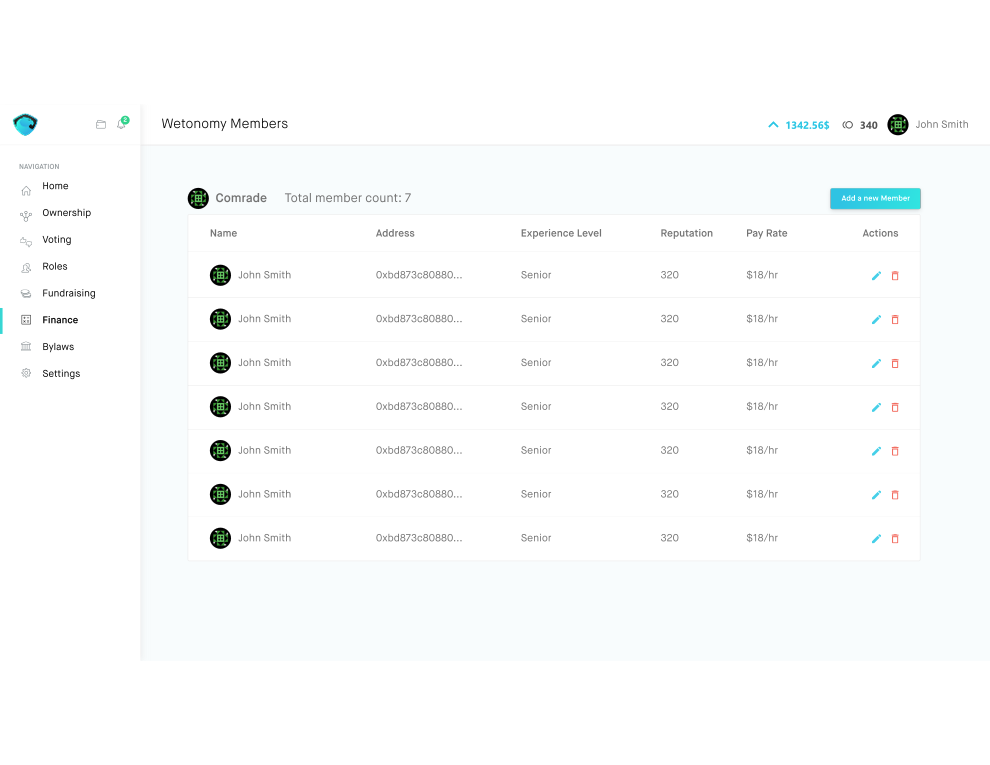 2
Wetonomy Members
1342.56$
340
John Smith
NAVIGATION
Home
Ownership
Voting
Roles
Fundraising
Finance
Bylaws
Settings
Comrade Total member count: 7
Add a new Member
Name Address Experience Level Reputation Pay Rate Actions
John Smith 0xbd873c80880... Senior 320 $18/hr
John Smith 0xbd873c80880... Senior 320 $18/hr
John Smith 0xbd873c80880... Senior 320 $18/hr
John Smith 0xbd873c80880... Senior 320 $18/hr
John Smith 0xbd873c80880... Senior 320 $18/hr
John Smith 0xbd873c80880... Senior 320 $18/hr
John Smith 0xbd873c80880... Senior 320 $18/hr